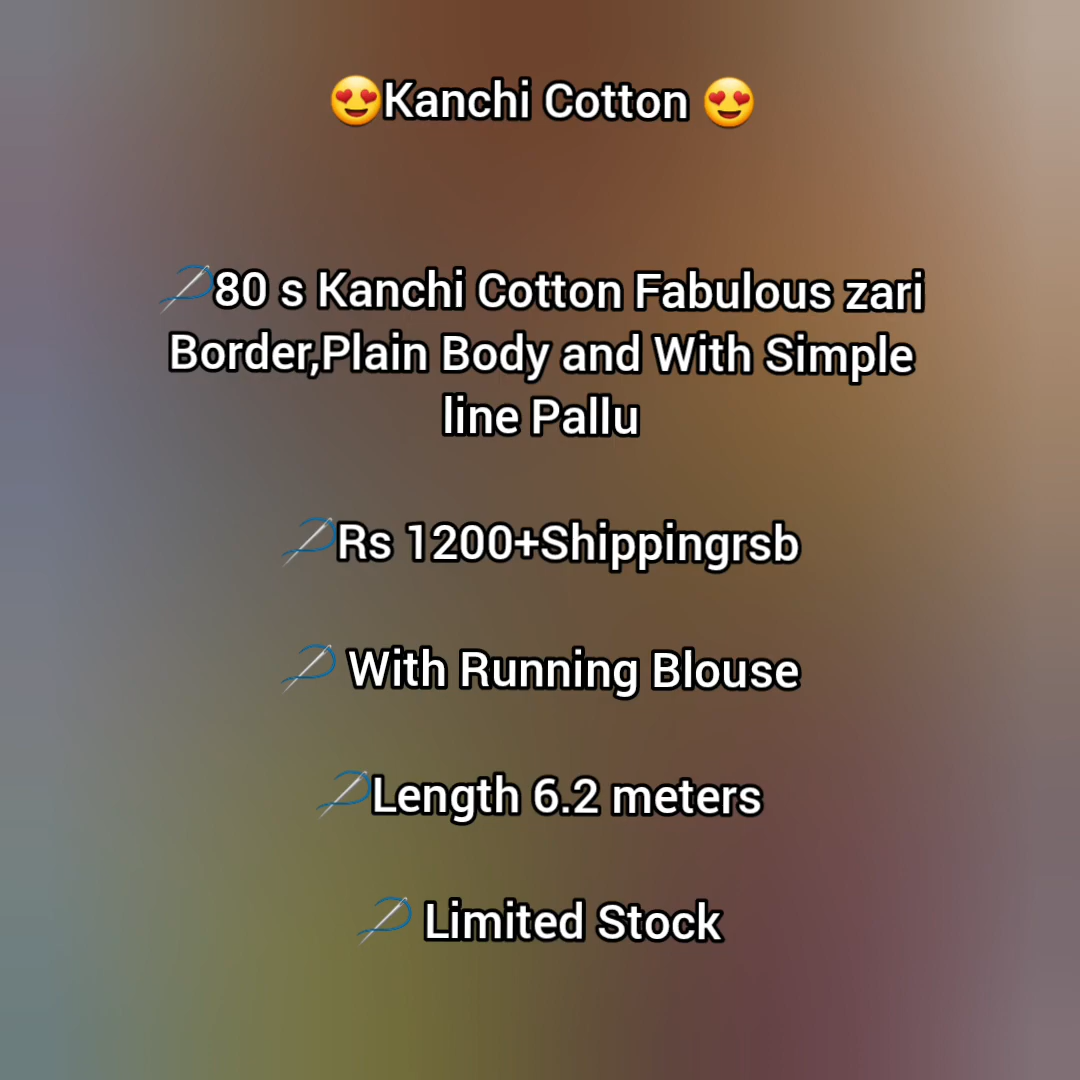 😍Kanchi Cotton 😍
🪡80 s Kanchi Cotton Fabulous zari
Border,Plain Body and With Simple
line Pallu
🪡Rs 1200+Shippingrsb
🪡 With Running Blouse
🪡Length 6.2 meters
🪡 Limited Stock